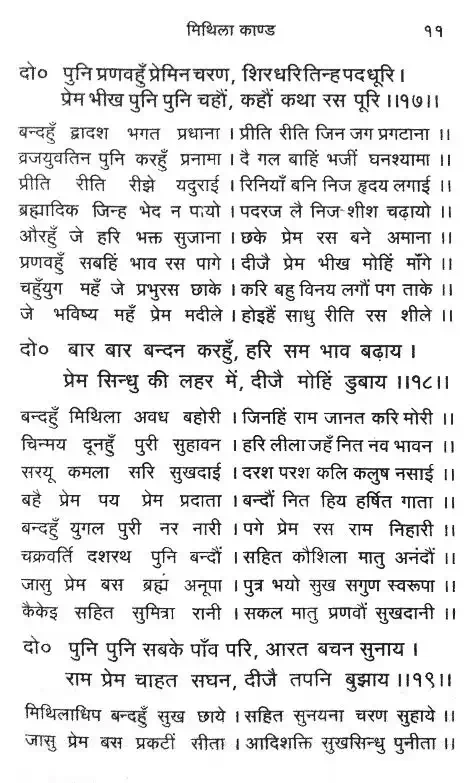 मिथिला काण्ड ११
दो० पुनि प्रणवहुँ प्रेमिन चरण, शिर धरि तिन्ह पद धूरि ।
प्रेम भीख पुनि पुनि चहौं, कहौं कथा रस पूरि ।।१७।।
बन्दहुँ द्वादश भगत प्रधाना । प्रीति रीति जिन जग प्रगटाना ।।
व्रजयुवतिन पुनि करहुँ प्रनामा । दै गल बाहिं भजीं घनश्यामा ।।
प्रीति रीति रीझे यदुराई । रिनियाँ बनि निज हृदय लगाई ।।
ब्रह्मादिक जिन्ह भेद न पायो । पदरज लै निज शीश चढ़ायो ।।
औरहुँ जे हरि भक्त सुजाना । छके प्रेम रस बने अमाना ।।
प्रणवहुँ सबहिं भाव रस पागे । दीजै प्रेम भीख मोहिं माँगे ।।
चहुँयुग महँ जे प्रभुरस छाके । करि बहु विनय लगौं पग ताके ।।
जे भविष्य महँ प्रेम मदीले । होइहैं साधु रीति रस शीले ।।
दो० बार बार बन्दन करहुँ, हरि सम भाव बढ़ाय ।
प्रेम सिन्धु की लहर में, दीजै मोहिं डुबाय ।।१८।।
बन्दहुँ मिथिला अवध बहोरी । जिनहिं राम जानत करि मोरी ।।
चिन्मय दूनहुँ पुरी सुहावन । हरि लीला जहँ नित नव भावन ।।
सरयू कमला सरि सुखदाई । दरश परश कलि कलुष नसाई ।।
बहै प्रेम पय प्रेम प्रदाता । बन्दौं नित हिय हर्षित गाता ।।
बन्दहुँ युगल पुरी नर नारी । पगे प्रेम रस राम निहारी ।।
चक्रवर्ति दशरथ पुनि बन्दौं । सहित कौशिला मातु अनंदौं ।।
जासु प्रेम बस ब्रह्म अनूपा । पुत्र भयो सुख सगुण स्वरूपा ।।
कैकेइ सहित सुमित्रा रानी । सकल मातु प्रणवौं सुखदानी ।।
दो० पुनि पुनि सबके पाँव परि, आरत बचन सुनाय ।
राम प्रेम चाहत सघन, दीजै तपनि बुझाय ।।१९।।
मिथिलाधिप बन्दहुँ सुख छाये । सहित सुनयना चरण सुहाये ।।
जासु प्रेम बस प्रकटीं सीता । आदिशक्ति सुखसिन्धु पुनीता ।।